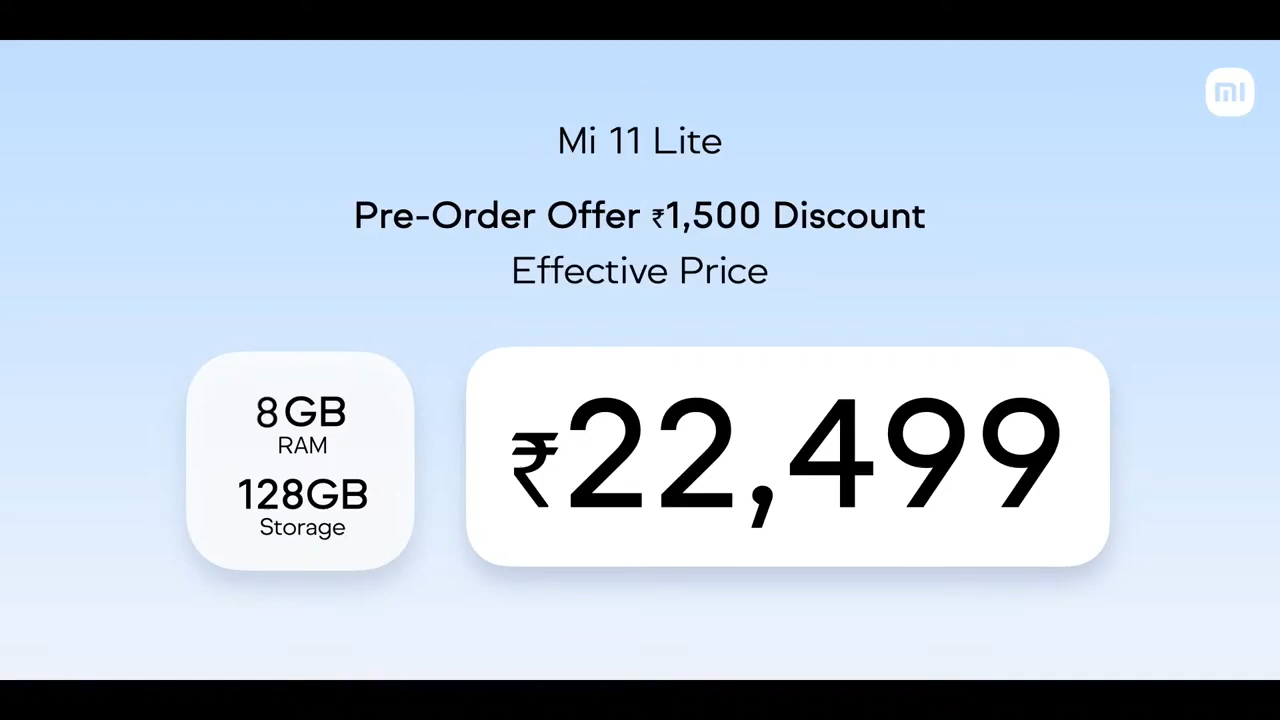 mi
Mi 11 Lite
Pre-Order Offer ₹1,500 Discount
Effective Price
8GB
RAM
128GB
Storage
₹22,499